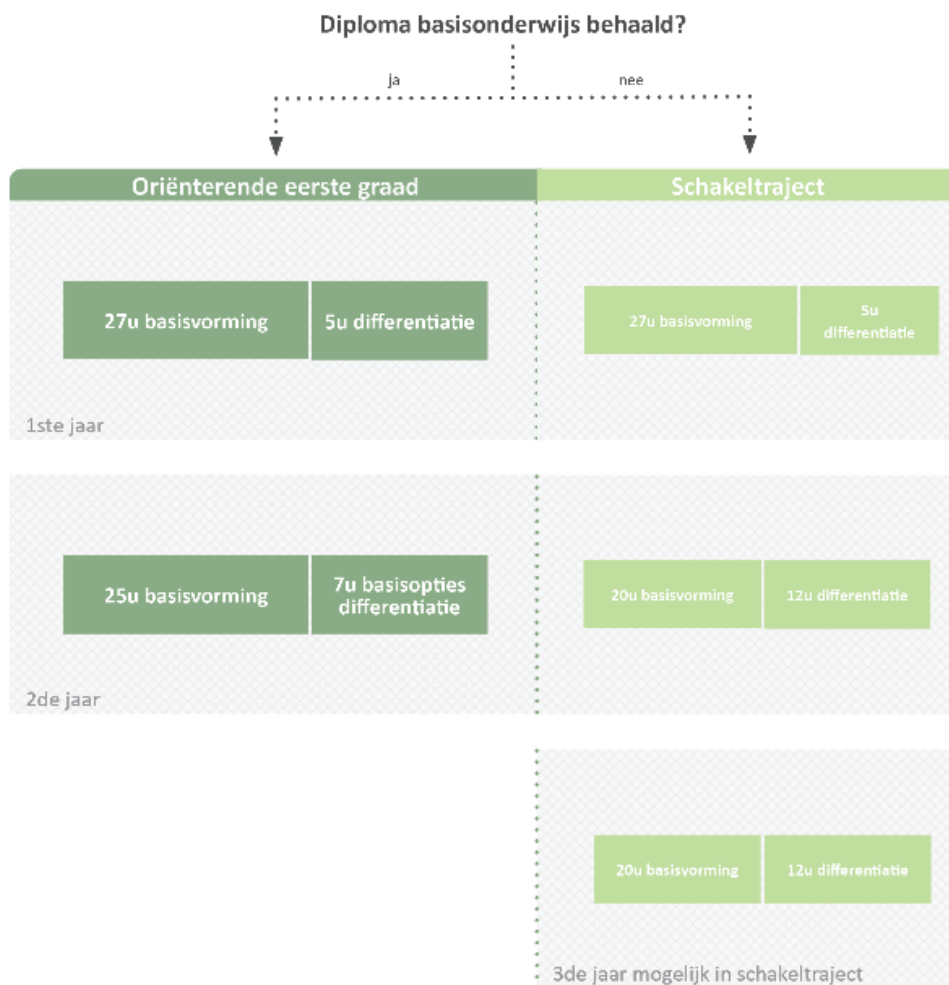 Diploma basisonderwijs behaald?
ja
nee
Oriënterende eerste graad
Schakeltraject
27u basisvorming
5u differentiatie
27u basisvorming
5u
differentiatie
1ste jaar
25u basisvorming
7u basisopties
differentiatie
20u basisvorming
12u differentiatie
2de jaar
20u basisvorming
12u differentiatie
3de jaar mogelijk in schakeltraject